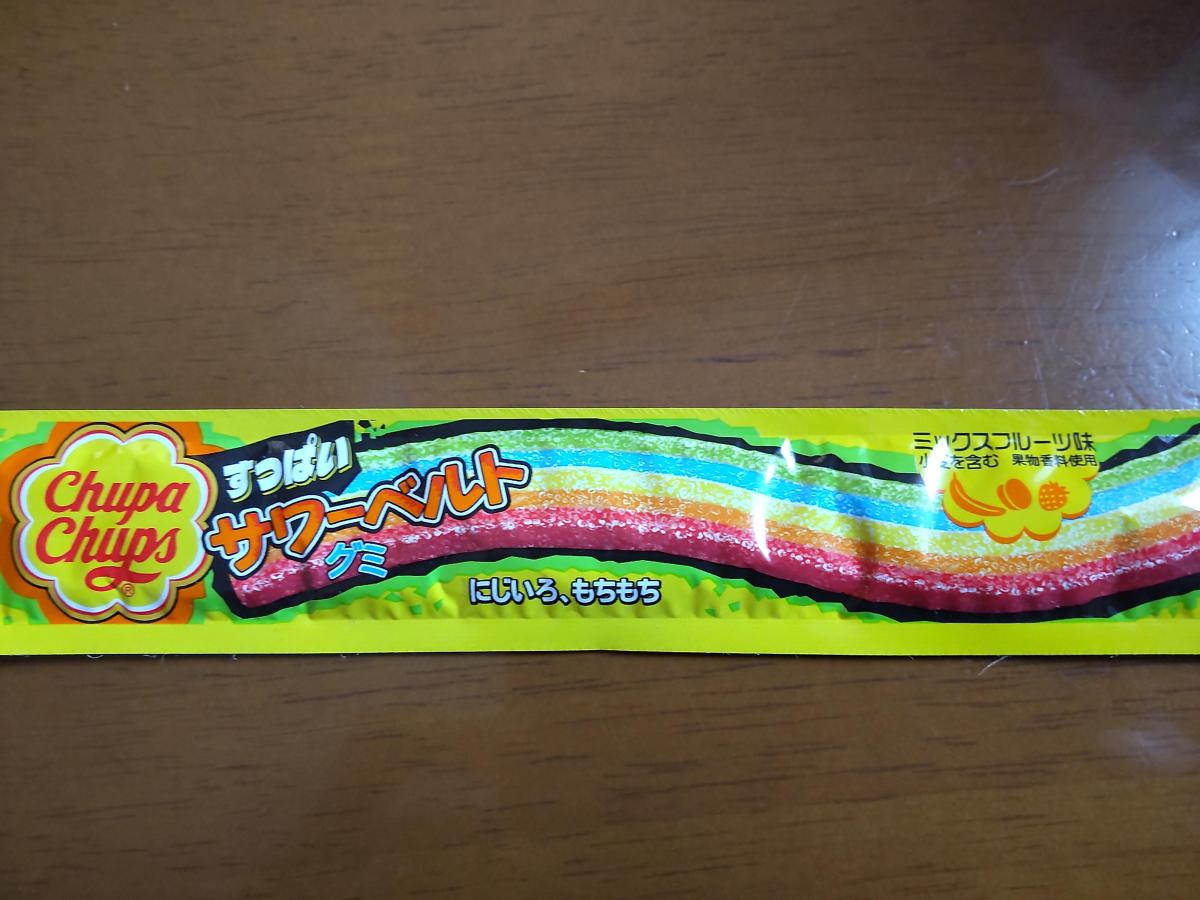 Chupa
Chups
®
すっぱい
サワーベルト
グミ
にじいろ、もちもち
ミックスフルーツ味
小麦を含む 果物香料使用